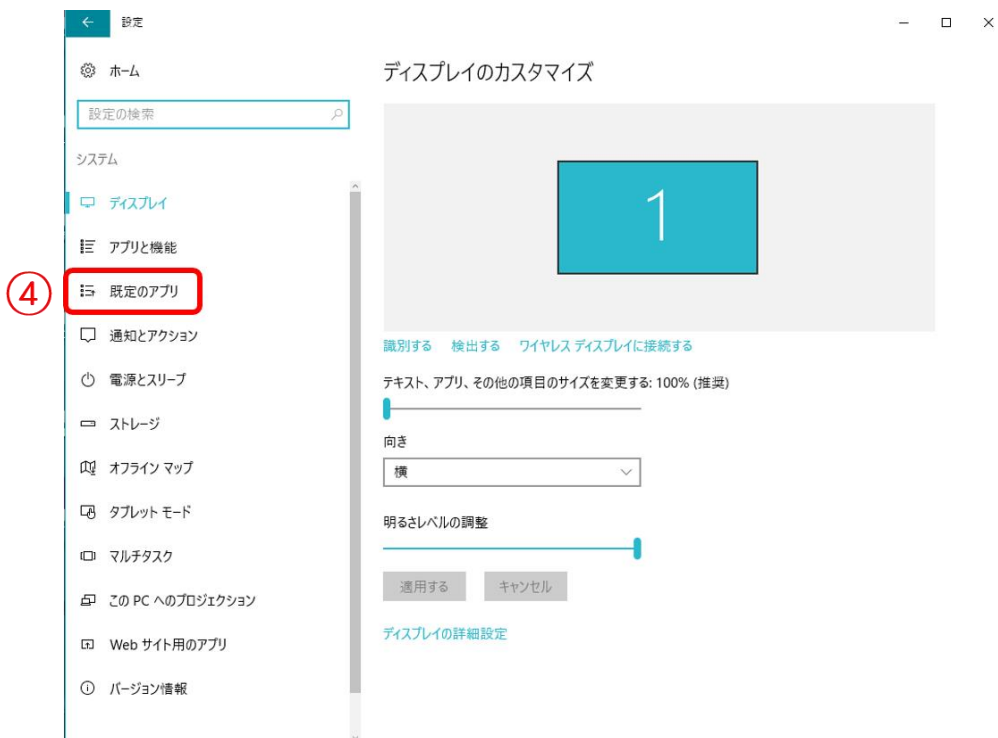 設定
ホーム
設定の検索
システム
ディスプレイ
アプリと機能
④
既定のアプリ
通知とアクション
電源とスリープ
ストレージ
オフライン マップ
タブレット モード
マルチタスク
この PC へのプロジェクション
Web サイト用のアプリ
バージョン情報
ディスプレイのカスタマイズ
1
識別する 検出する ワイヤレス ディスプレイに接続する
テキスト、アプリ、その他の項目のサイズを変更する: 100% (推奨)
向き
横
明るさレベルの調整
適用する キャンセル
ディスプレイの詳細設定